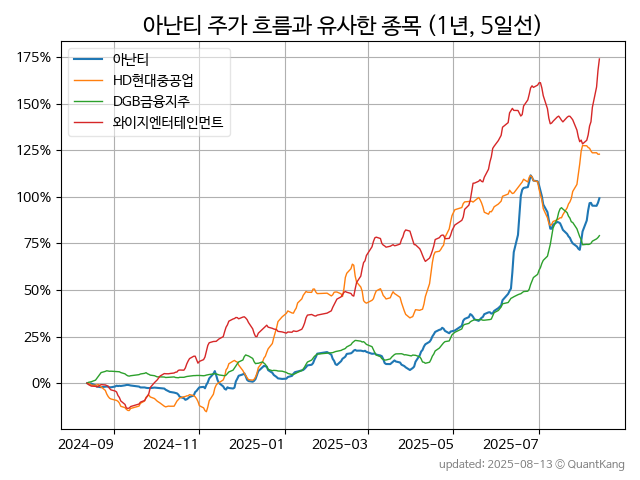 아난티 주가 흐름과 유사한 종목 (1년, 5일선)
아난티
HD현대중공업
DGB금융지주
와이지엔터테인먼트
175%
150%
125%
100%
75%
50%
25%
0%
2024-09 2024-11 2025-01 2025-03 2025-05 2025-07
updated: 2025-08-13 © QuantKang